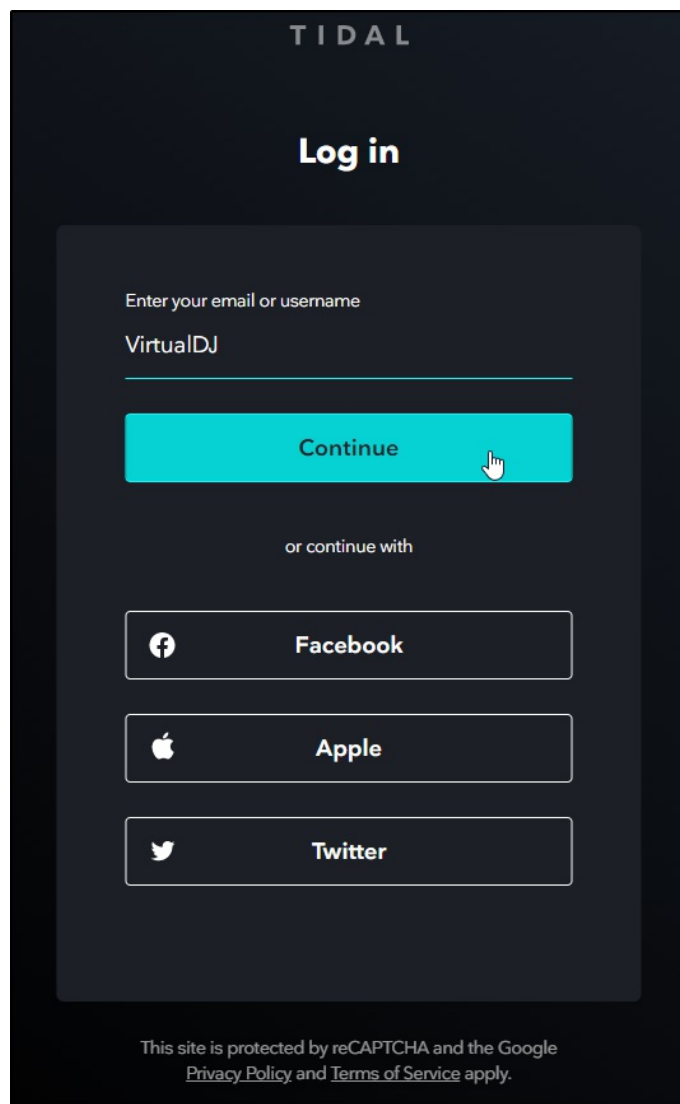 TIDAL
Log in
Enter your email or username
VirtualDJ
Continue
or continue with
Facebook
Apple
Twitter
This site is protected by reCAPTCHA and the Google
Privacy Policy and Terms of Service apply.